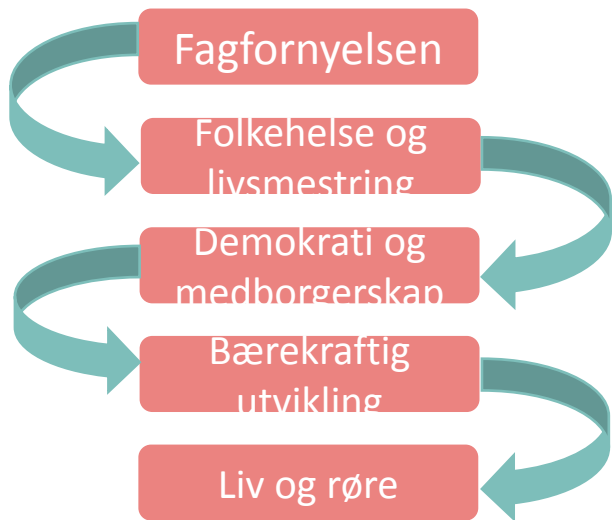 Fagfornyelsen
Folkehelse og
livsmestring
Demokrati og
medborgerskap
Bærekraftig
utvikling
Liv og røre